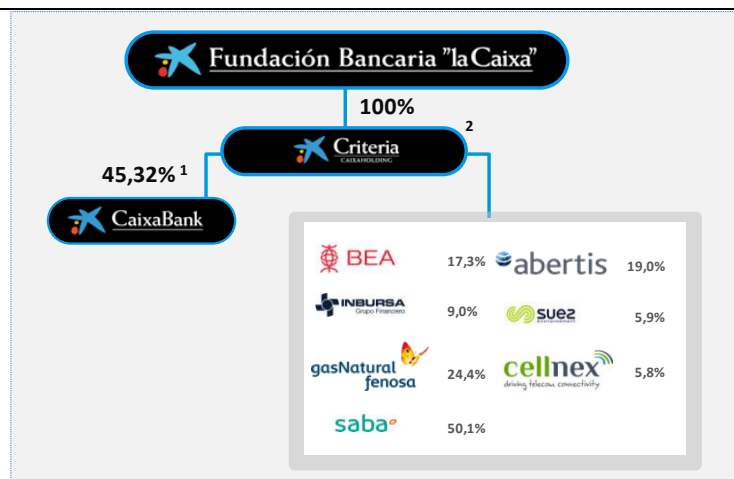 Fundación Bancaria "la Caixa"
100%
2
Criteria
CAIXAHOLDING
45,32% 1
CaixaBank
BEA 17,3%
abertis 19,0%
INBURSA
Grupo Financiero
9,0%
suez
environnement
5,9%
gasNatural
fenosa
24,4%
cellnex
driving telecom connectivity
5,8%
saba 50,1%